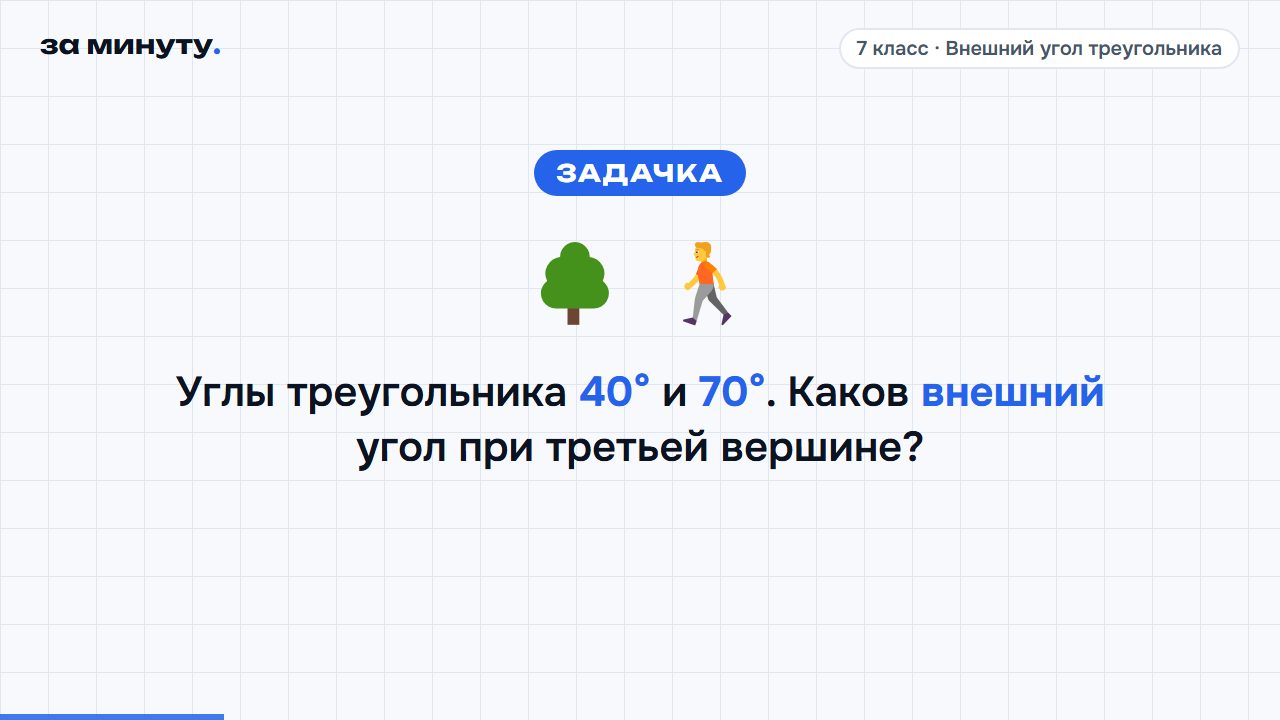 за минуту.
7 класс · Внешний угол треугольника
ЗАДАЧКА
Углы треугольника 40° и 70°. Каков внешний
угол при третьей вершине?